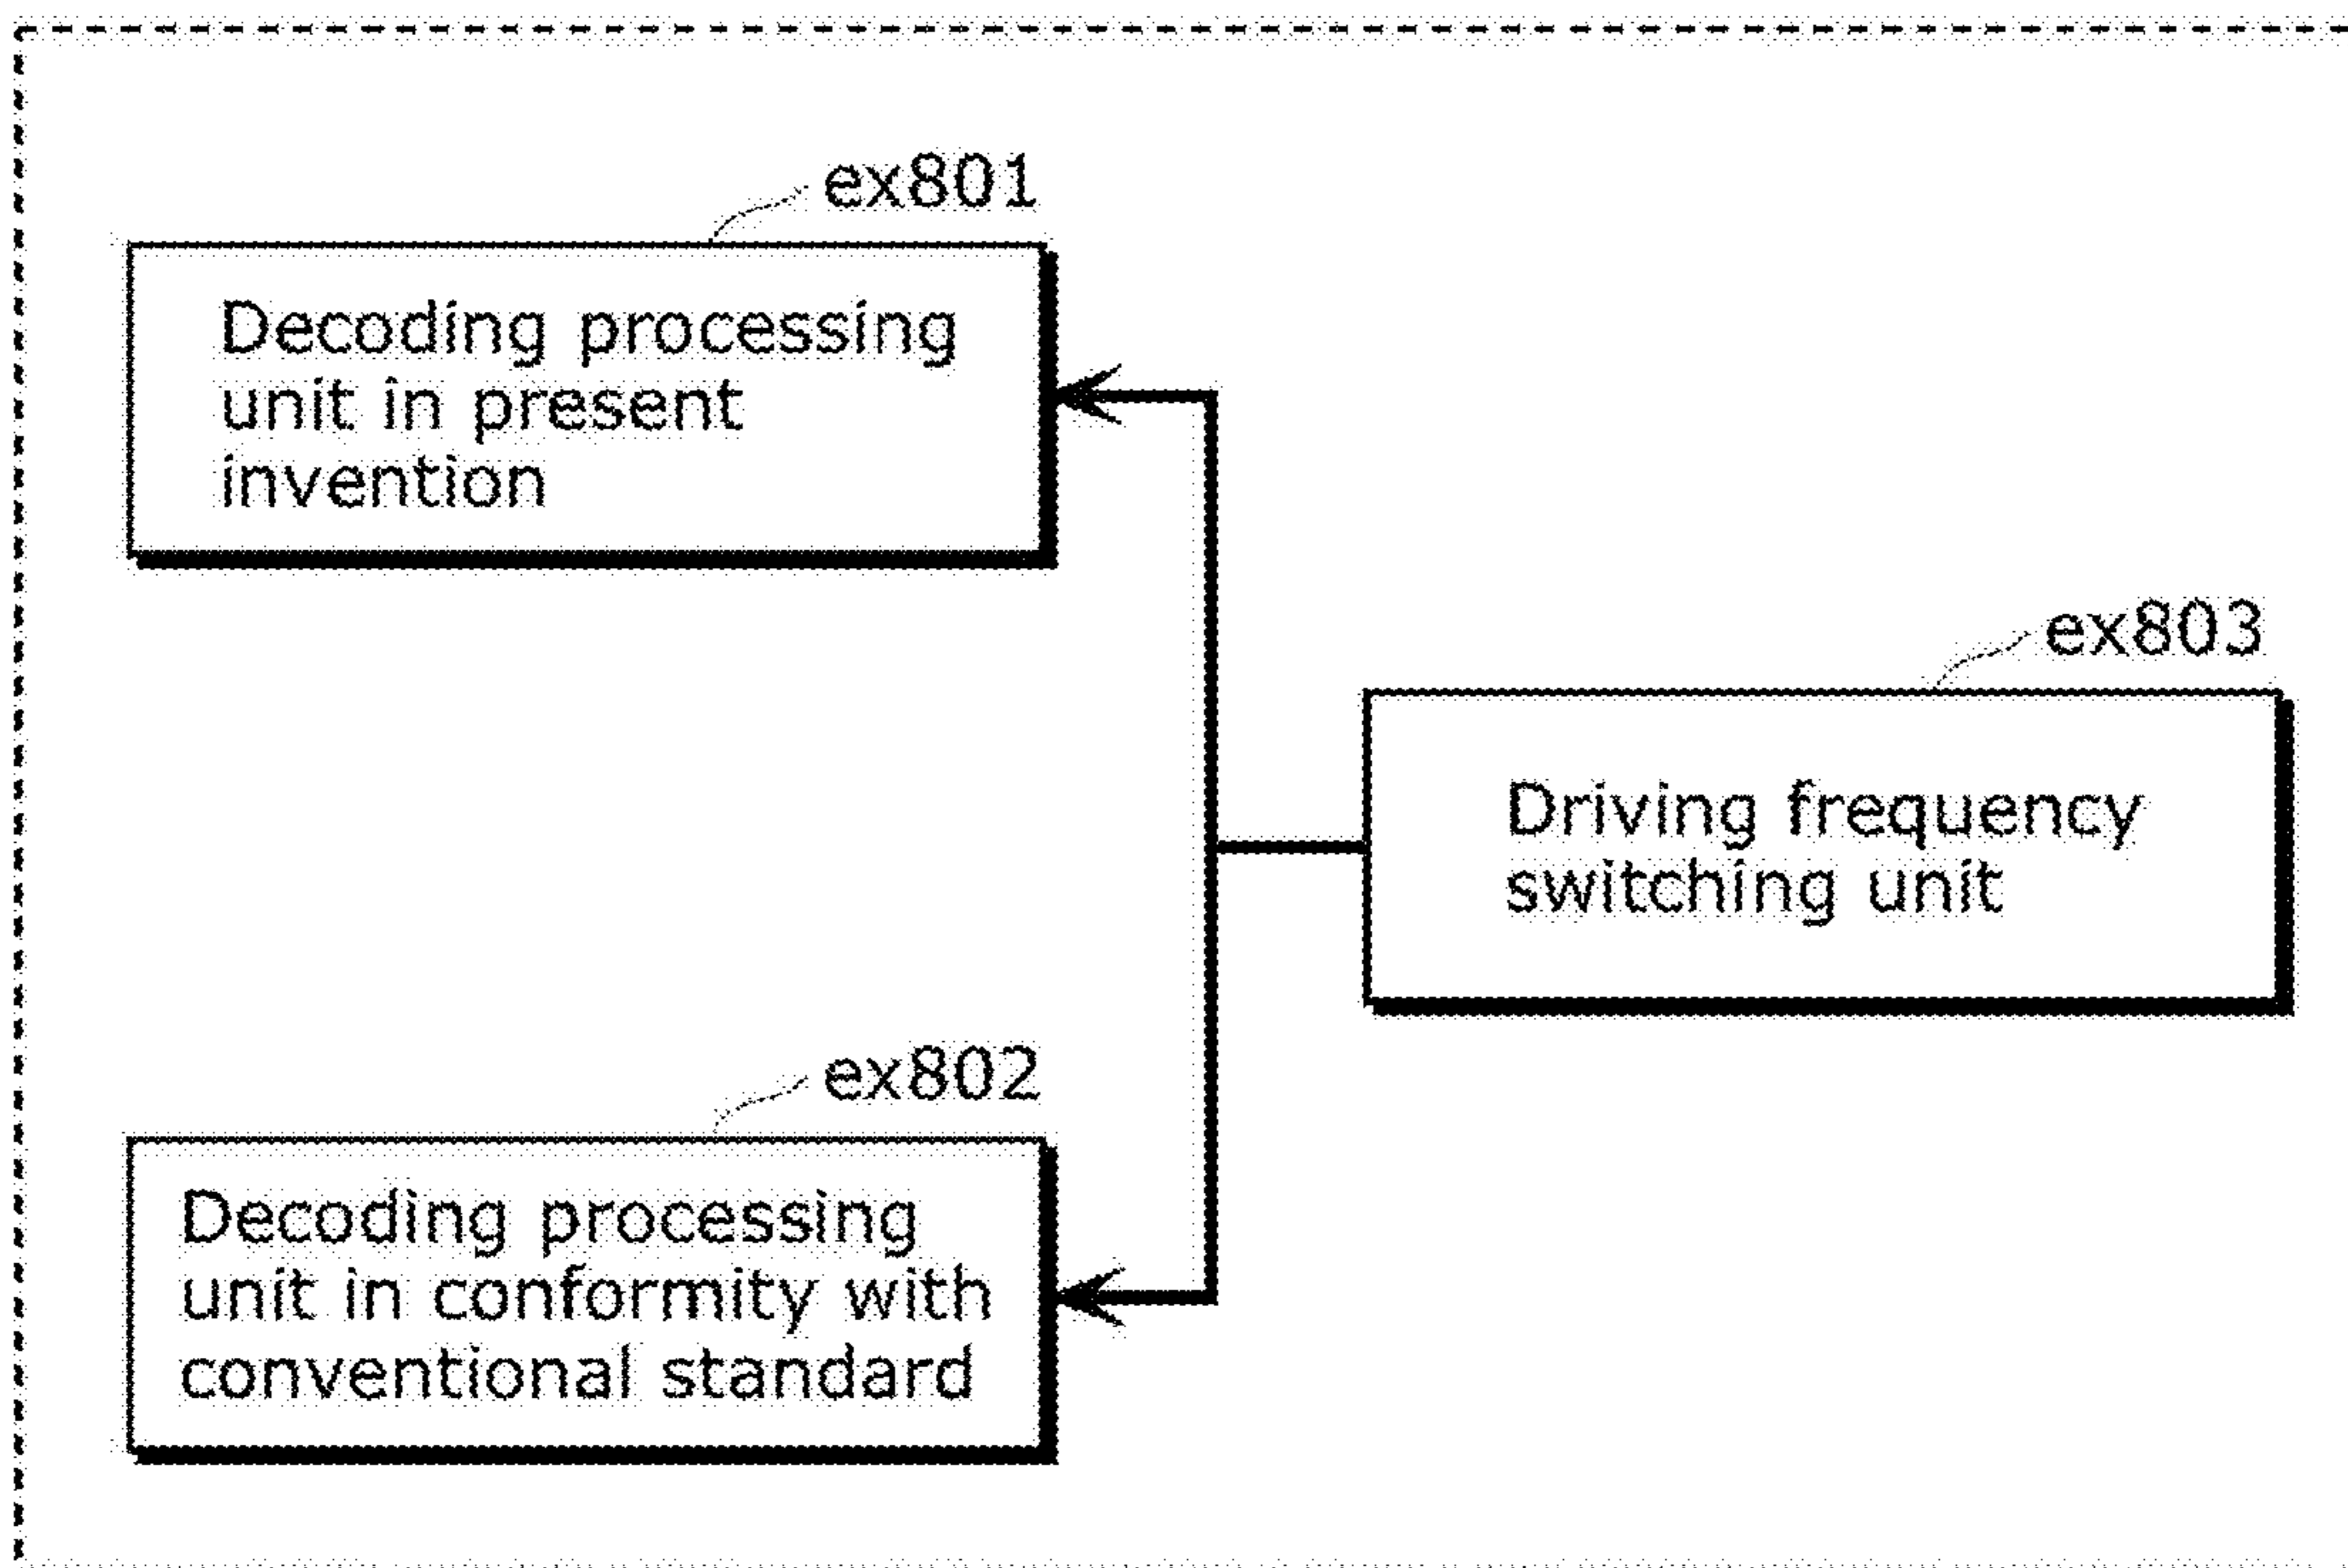 ex801
Decoding processing
unit in present
invention
ex803
Driving frequency
switching unit
ex802
Decoding processing
unit in conformity with
conventional standard